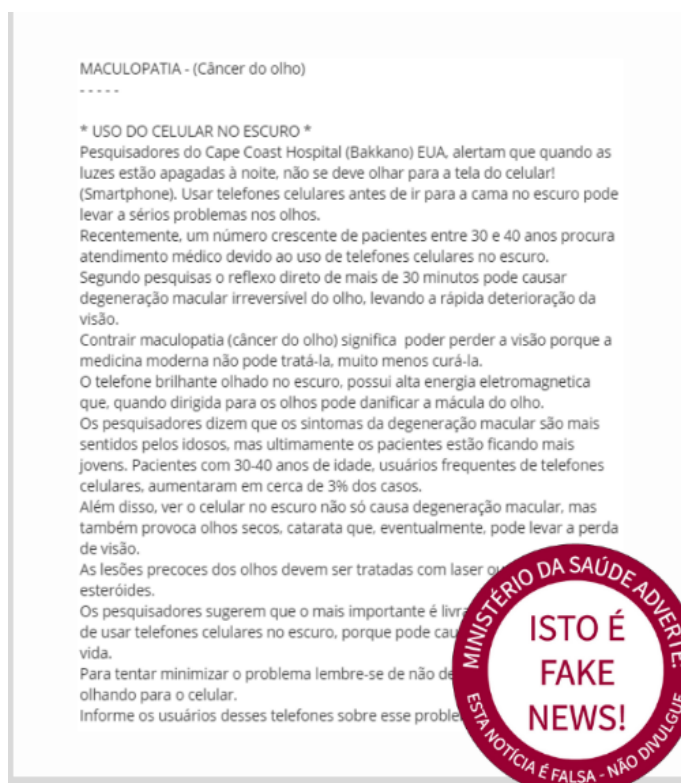 MACULOPATIA - (Câncer do olho)
- - - - -
* USO DO CELULAR NO ESCURO *
Pesquisadores do Cape Coast Hospital (Bakkano) EUA, alertam que quando as
luzes estão apagadas à noite, não se deve olhar para a tela do celular!
(Smartphone). Usar telefones celulares antes de ir para a cama no escuro pode
levar a sérios problemas nos olhos.
Recentemente, um número crescente de pacientes entre 30 e 40 anos procura
atendimento médico devido ao uso de telefones celulares no escuro.
Segundo pesquisas o reflexo direto de mais de 30 minutos pode causar
degeneração macular irreversível do olho, levando a rápida deterioração da
visão.
Contrair maculopatia (câncer do olho) significa  poder perder a visão porque a
medicina moderna não pode tratá-la, muito menos curá-la.
O telefone brilhante olhado no escuro, possui alta energia eletromagnetica
que, quando dirigida para os olhos pode danificar a mácula do olho.
Os pesquisadores dizem que os sintomas da degeneração macular são mais
sentidos pelos idosos, mas ultimamente os pacientes estão ficando mais
jovens. Pacientes com 30-40 anos de idade, usuários frequentes de telefones
celulares, aumentaram em cerca de 3% dos casos.
Além disso, ver o celular no escuro não só causa degeneração macular, mas
também provoca olhos secos, catarata que, eventualmente, pode levar a perda
de visão.
As lesões precoces dos olhos devem ser tratadas com laser
esteróides.
Os pesquisadores sugerem que o mais importante é
de usar telefones celulares no escuro, porque pode
vida.
Para tentar minimizar o problema lembre-se de não
olhando para o celular.
Informe os usuários desses telefones sobre esse
MINISTÉRIO DA SAÚDE ADVERTE:
ISTO É
FAKE
NEWS!
ESTA NOTÍCIA É FALSA - NÃO DIVULGUE